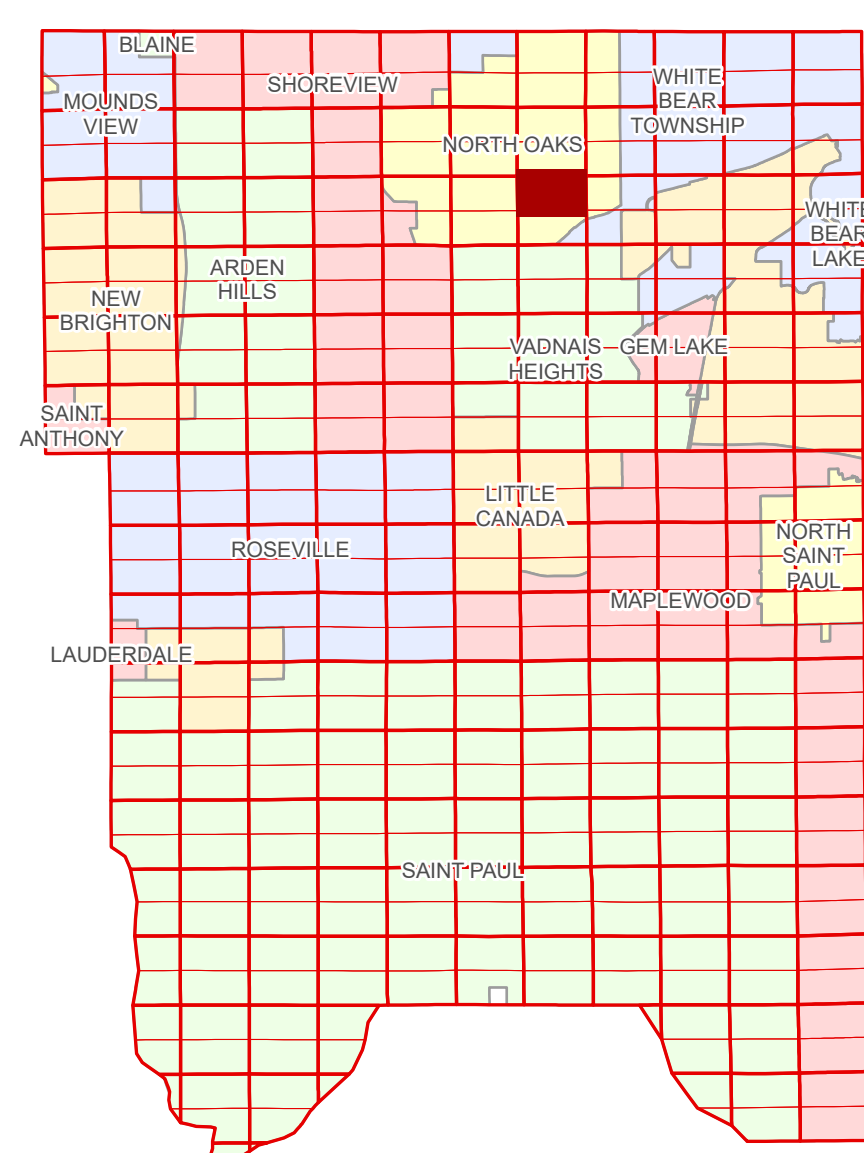 BLAINE
SHOREVIEW
WHITE
BEAR
TOWNSHIP
MOUNDS
VIEW
NORTH OAKS
WHITE
BEAR
LAKE
ARDEN
HILLS
NEW
BRIGHTON
VADNAIS
HEIGHTS
GEM LAKE
SAINT
ANTHONY
LITTLE
CANADA
NORTH
SAINT
PAUL
ROSEVILLE
MAPLEWOOD
LAUDERDALE
SAINT PAUL